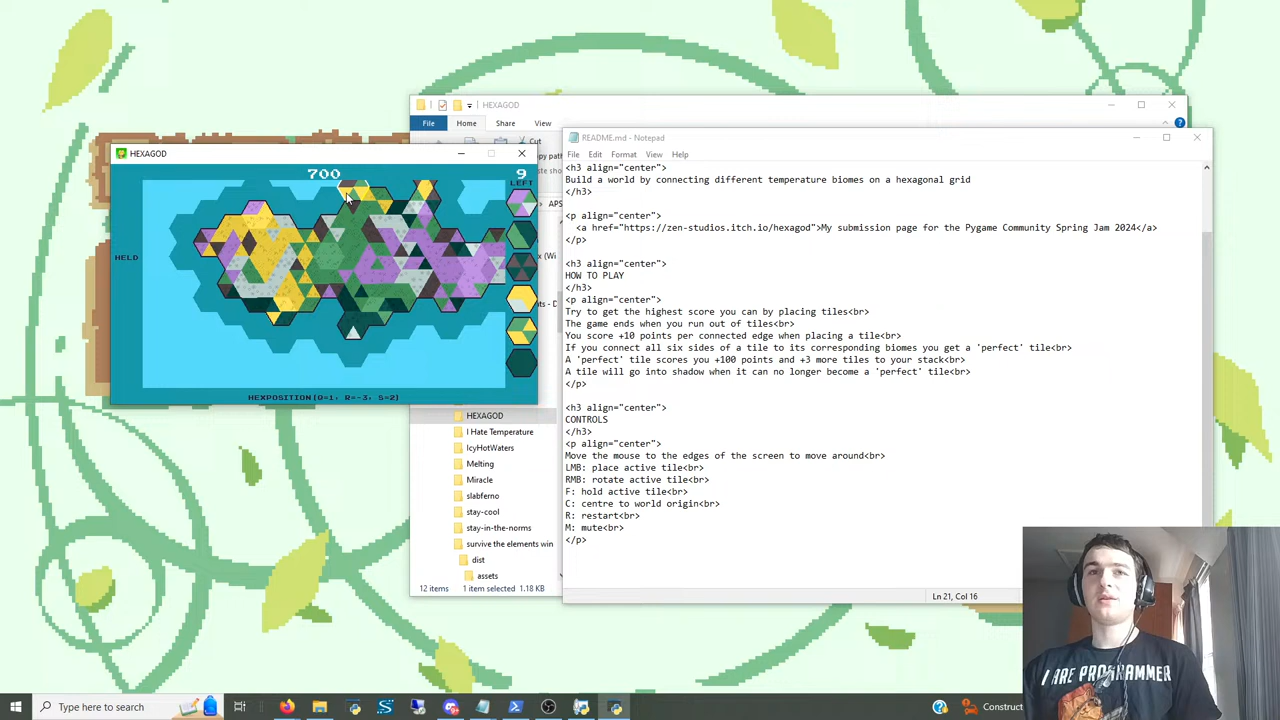 HEXAGOD
File
Home
Share
View
Cut
opy path
HEXAGOD
700
9
LEFT
HELD
HEXPOSITION(Q=1, R=-3, S=2)
README.md - Notepad
File
Edit
Format
View
Help
<h3 align="center">
Build a world by connecting different temperature biomes on a hexagonal grid
</h3>
<p align="center">
<a href="https://zen-studios.itch.io/hexagod">My submission page for the Pygame Community Spring Jam 2024</a>
</p>
<h3 align="center">
HOW TO PLAY
</h3>
<p align="center">
Try to get the highest score you can by placing tiles<br>
The game ends when you run out of tiles<br>
You score +10 points per connected edge when placing a tile<br>
If you connect all six sides of a tile to its corresponding biomes you get a 'perfect' tile<br>
A 'perfect' tile scores you +100 points and +3 more tiles to your stack<br>
A tile will go into shadow when it can no longer become a 'perfect' tile<br>
</p>
<h3 align="center">
CONTROLS
</h3>
<p align="center">
Move the mouse to the edges of the screen to move around<br>
LMB: place active tile<br>
RMB: rotate active tile<br>
F: hold active tile<br>
C: centre to world origin<br>
R: restart<br>
M: mute<br>
</p>
Ln 21, Col 16
HEXAGOD
I Hate Temperature
IcyHotWaters
Melting
Miracle
slabferno
stay-cool
stay-in-the-norms
survive the elements win
dist
assets
12 items
1 item selected
1.18 KB
I ARE PROGRAMMER
Type here to search
Construct